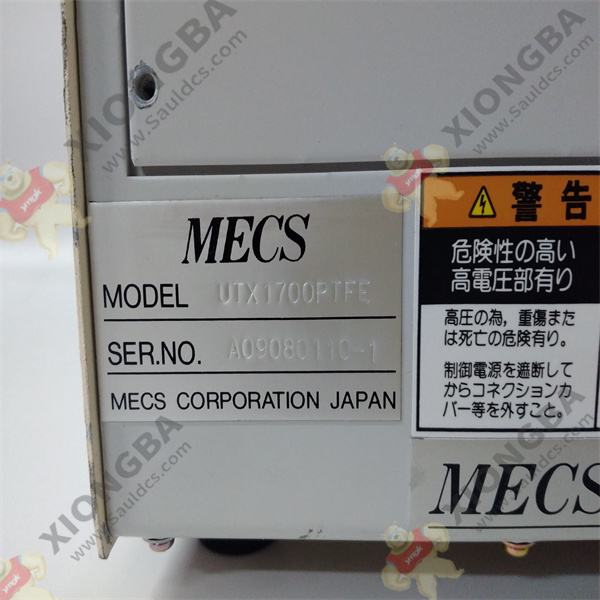 MECS
MODEL UTX1700PTFE
SER.NO. A09080110-1
MECS CORPORATION JAPAN
警告
危険性の高い
高電圧部有り
高圧の為，重傷また
は死亡の危険有り。
制御電源を遮断して
からコネクションカ
バー等を外すこと。
MECS
XIONGBA
www.Sauldcs.com
XIONGBA
www.Sauldcs.com
XIONGBA
www.Sauldcs.com
XIONGBA
www.Sauldcs.com